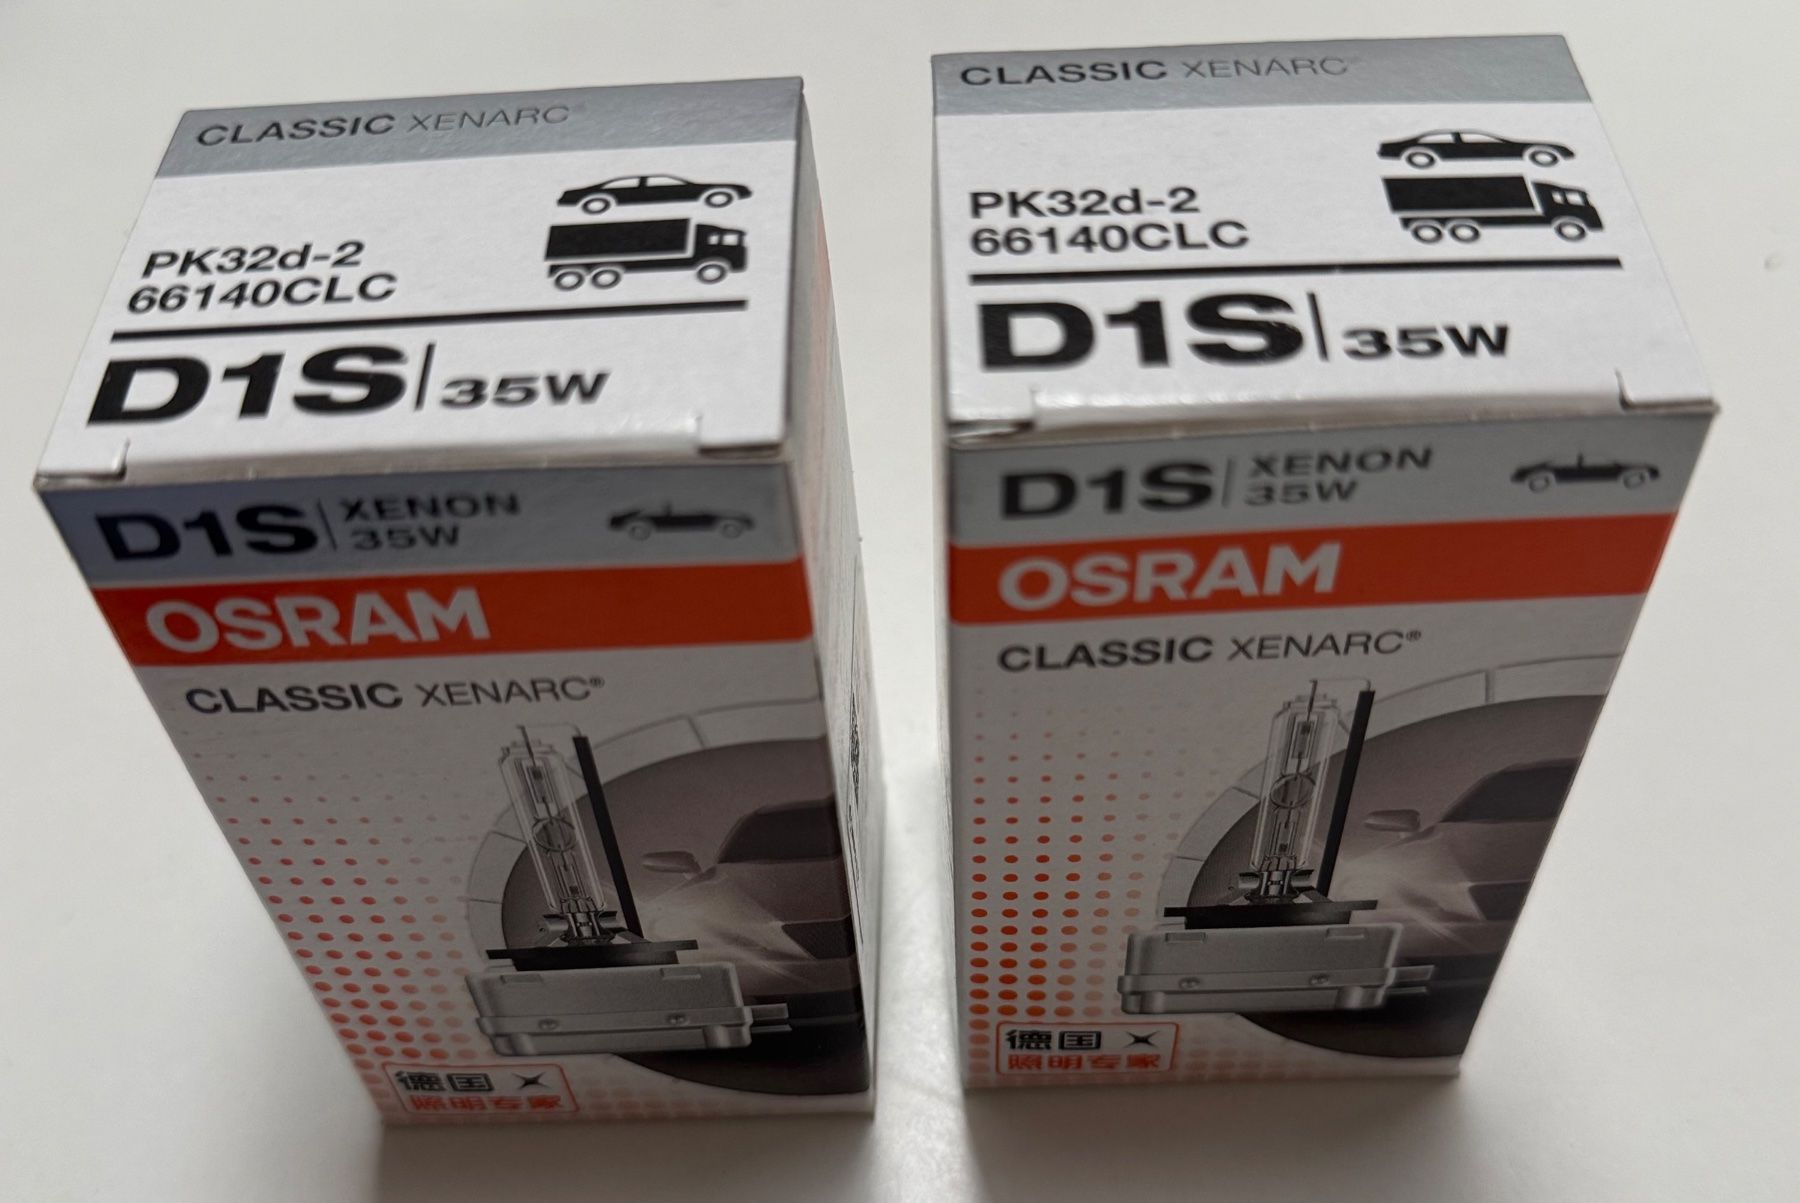 CLASSIC XENARC®
PK32d-2
66140CLC
D1S 35W
D1S XENON
35W
OSRAM
CLASSIC XENARC®
德国
照明专家
CLASSIC XENARC®
PK32d-2
66140CLC
D1S 35W
D1S XENON
35W
OSRAM
CLASSIC XENARC®
德国
照明专家